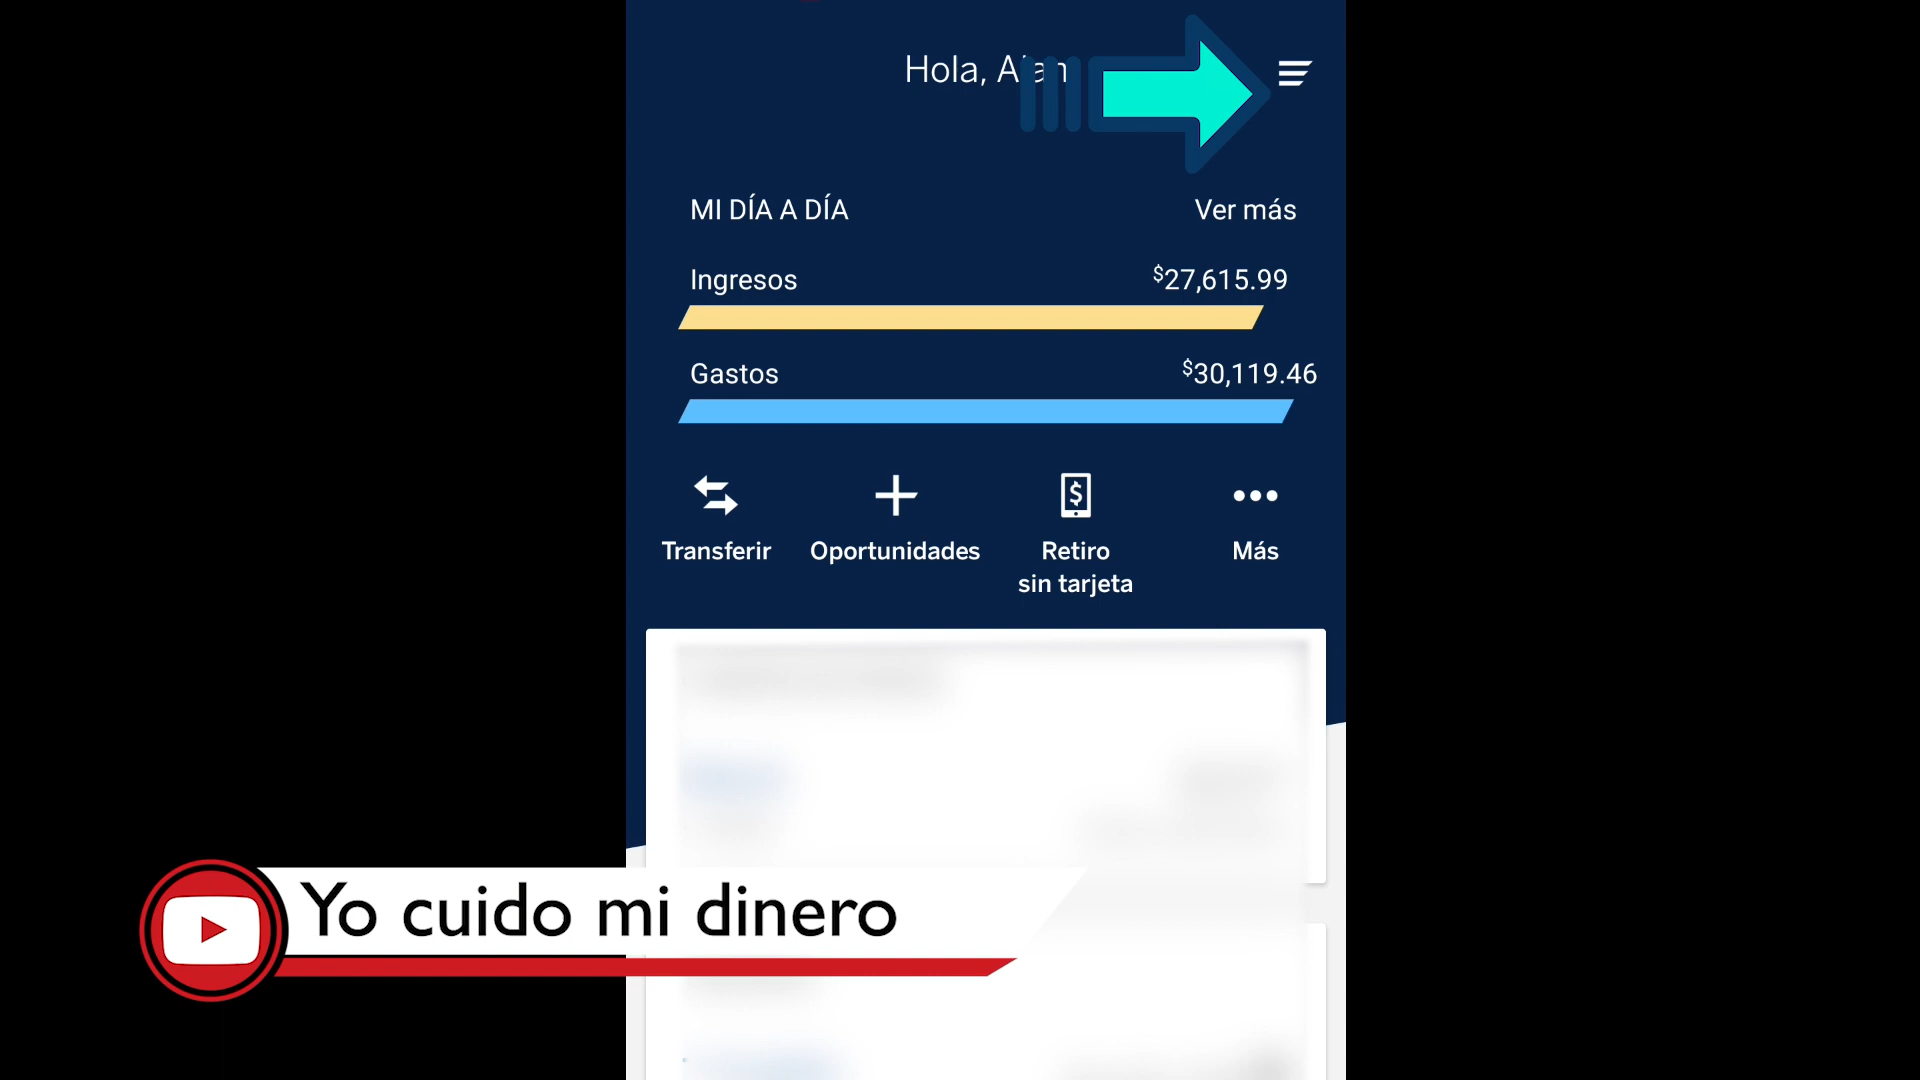 Hola, Alan
MI DÍA A DÍA
Ver más
Ingresos
$27,615.99
Gastos
$30,119.46
Transferir
Oportunidades
Retiro
sin tarjeta
Más
Yo cuido mi dinero